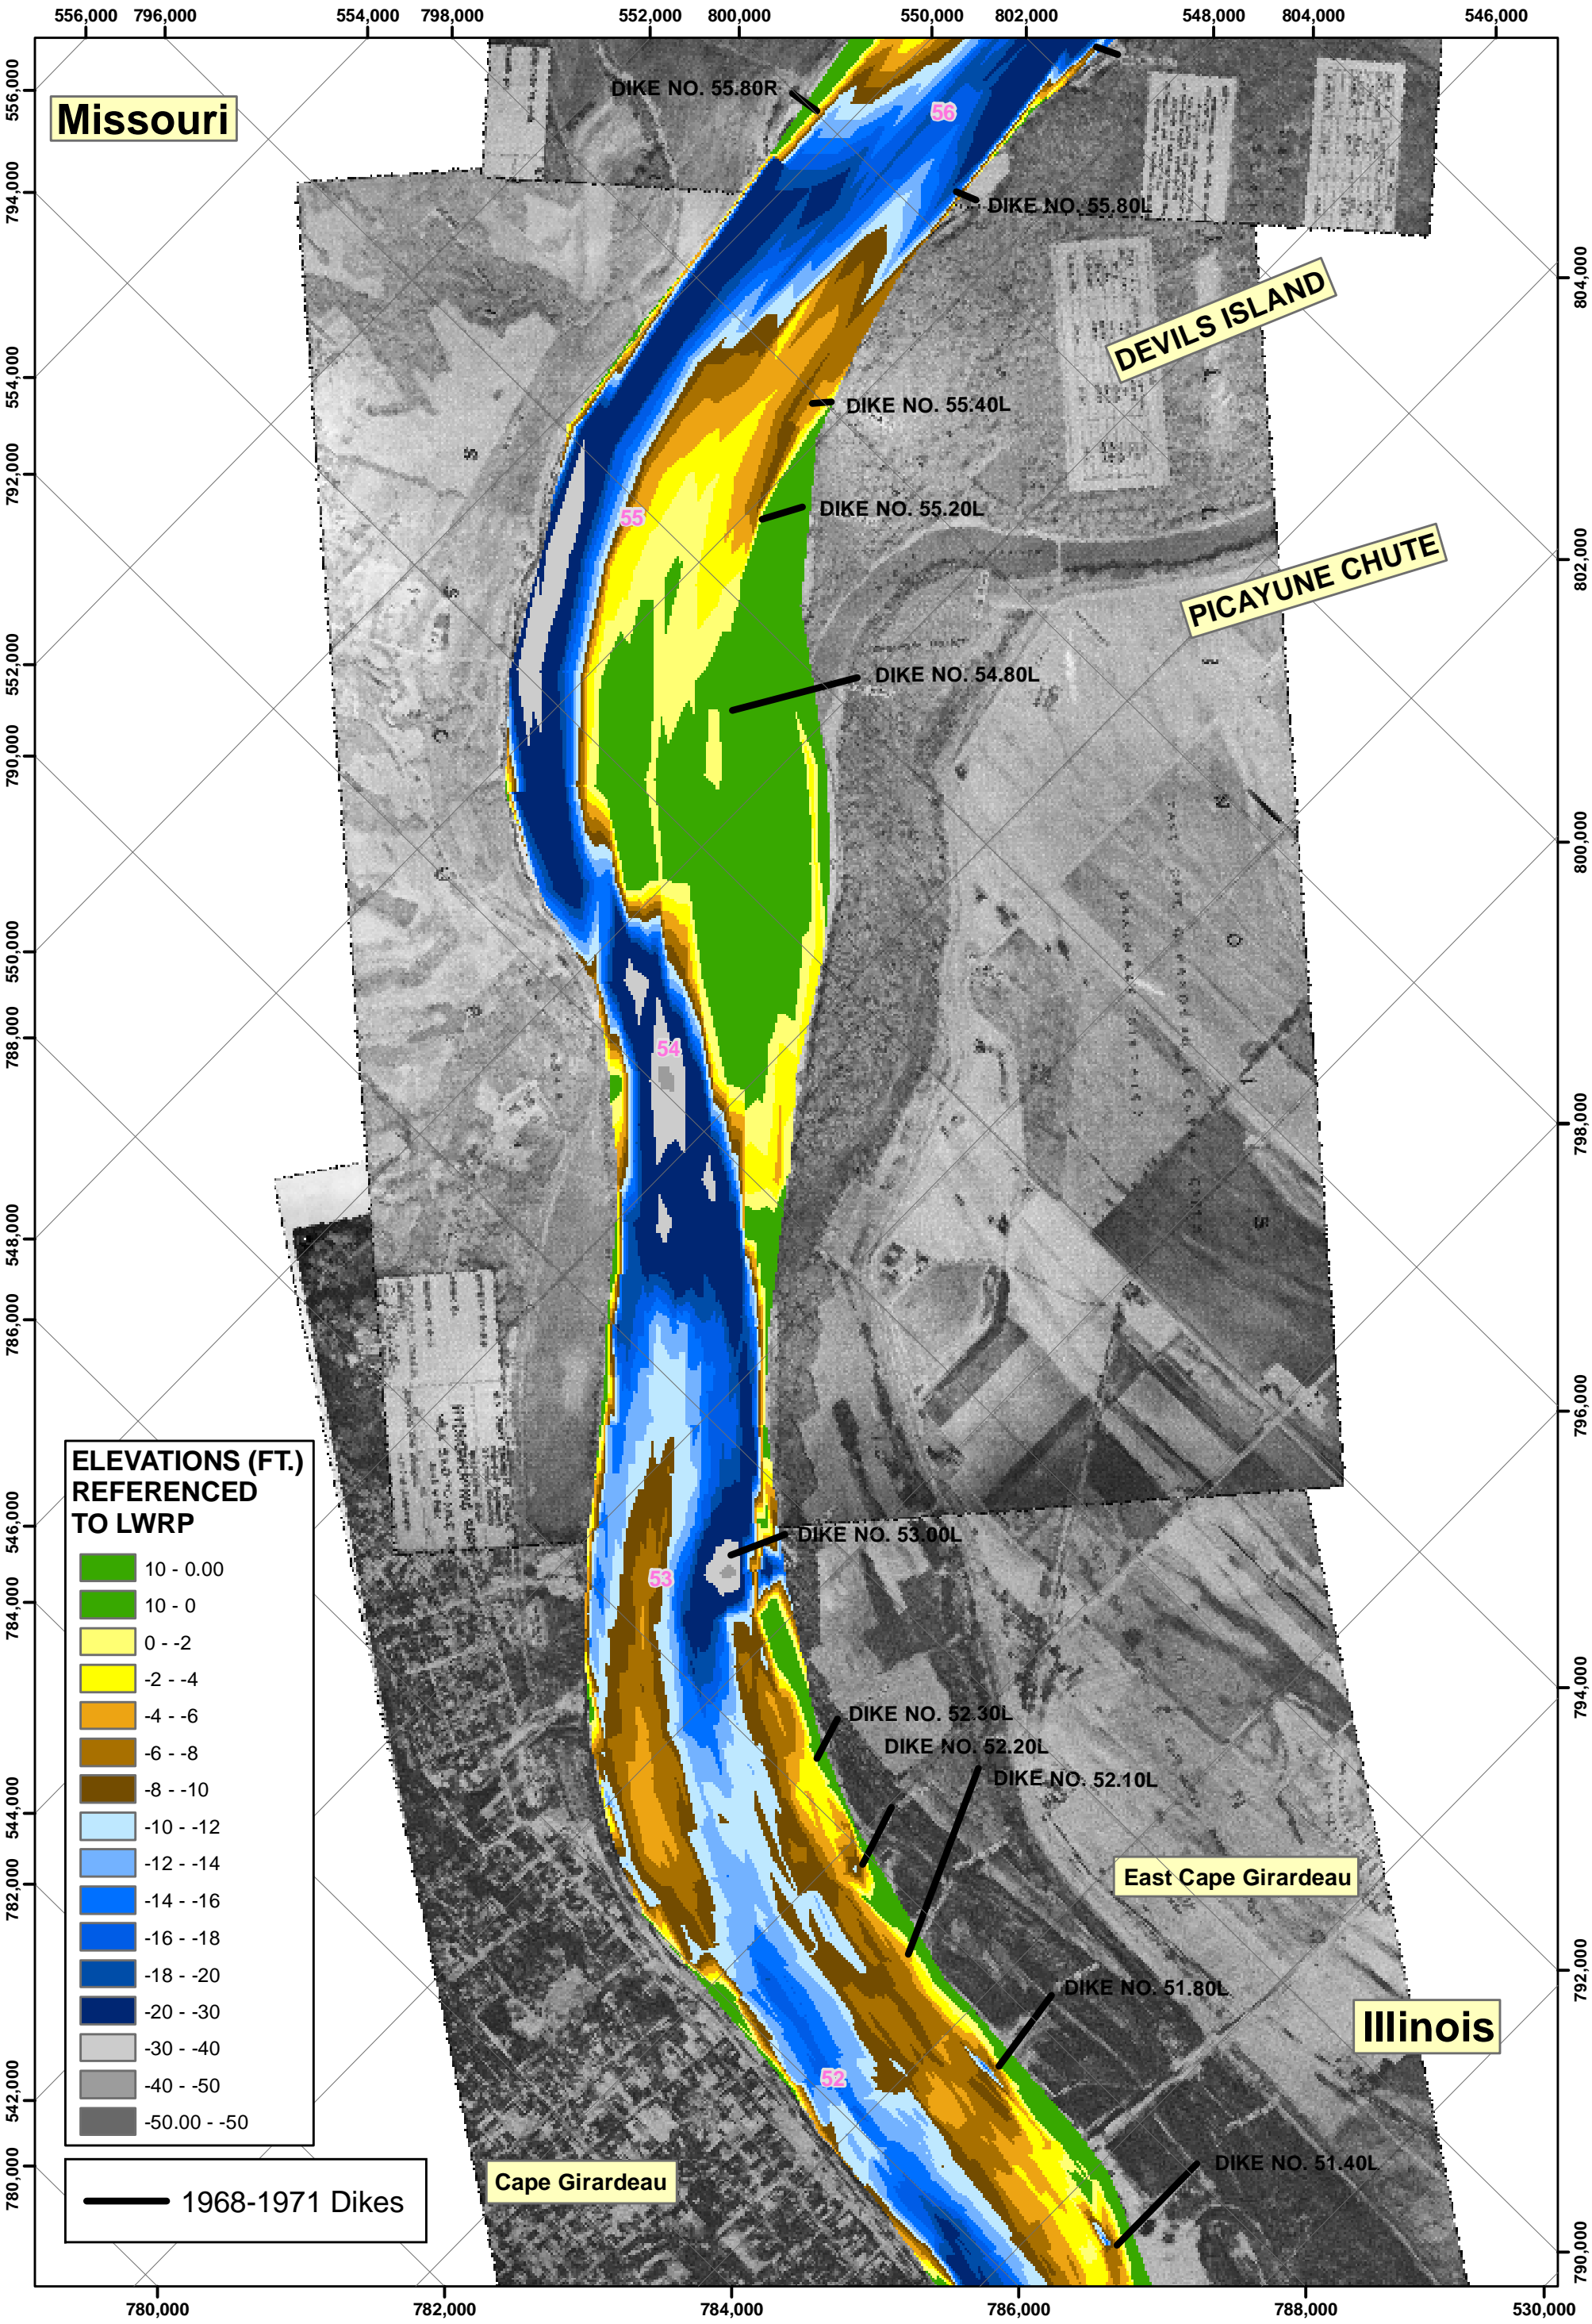 556,000 796,000 554,000 798,000 552,000 800,000 550,000 802,000 548,000 804,000 546,000
556,000
794,000
554,000
792,000
552,000
790,000
550,000
788,000
548,000
786,000
546,000
784,000
544,000
782,000
542,000
780,000
Missouri
DIKE NO. 55.80R
56
DIKE NO. 55.80L
DEVILS ISLAND
DIKE NO. 55.40L
55
DIKE NO. 55.20L
PICAYUNE CHUTE
DIKE NO. 54.80L
54
DIKE NO. 53.00L
53
DIKE NO. 52.30L
DIKE NO. 52.20L
DIKE NO. 52.10L
East Cape Girardeau
DIKE NO. 51.80L
Illinois
52
DIKE NO. 51.40L
Cape Girardeau
ELEVATIONS (FT.)
REFERENCED
TO LWRP
10 - 0.00
10 - 0
0 - -2
-2 - -4
-4 - -6
-6 - -8
-8 - -10
-10 - -12
-12 - -14
-14 - -16
-16 - -18
-18 - -20
-20 - -30
-30 - -40
-40 - -50
-50.00 - -50
1968-1971 Dikes
804,000
802,000
800,000
798,000
796,000
794,000
792,000
790,000
780,000 782,000 784,000 786,000 788,000 530,000